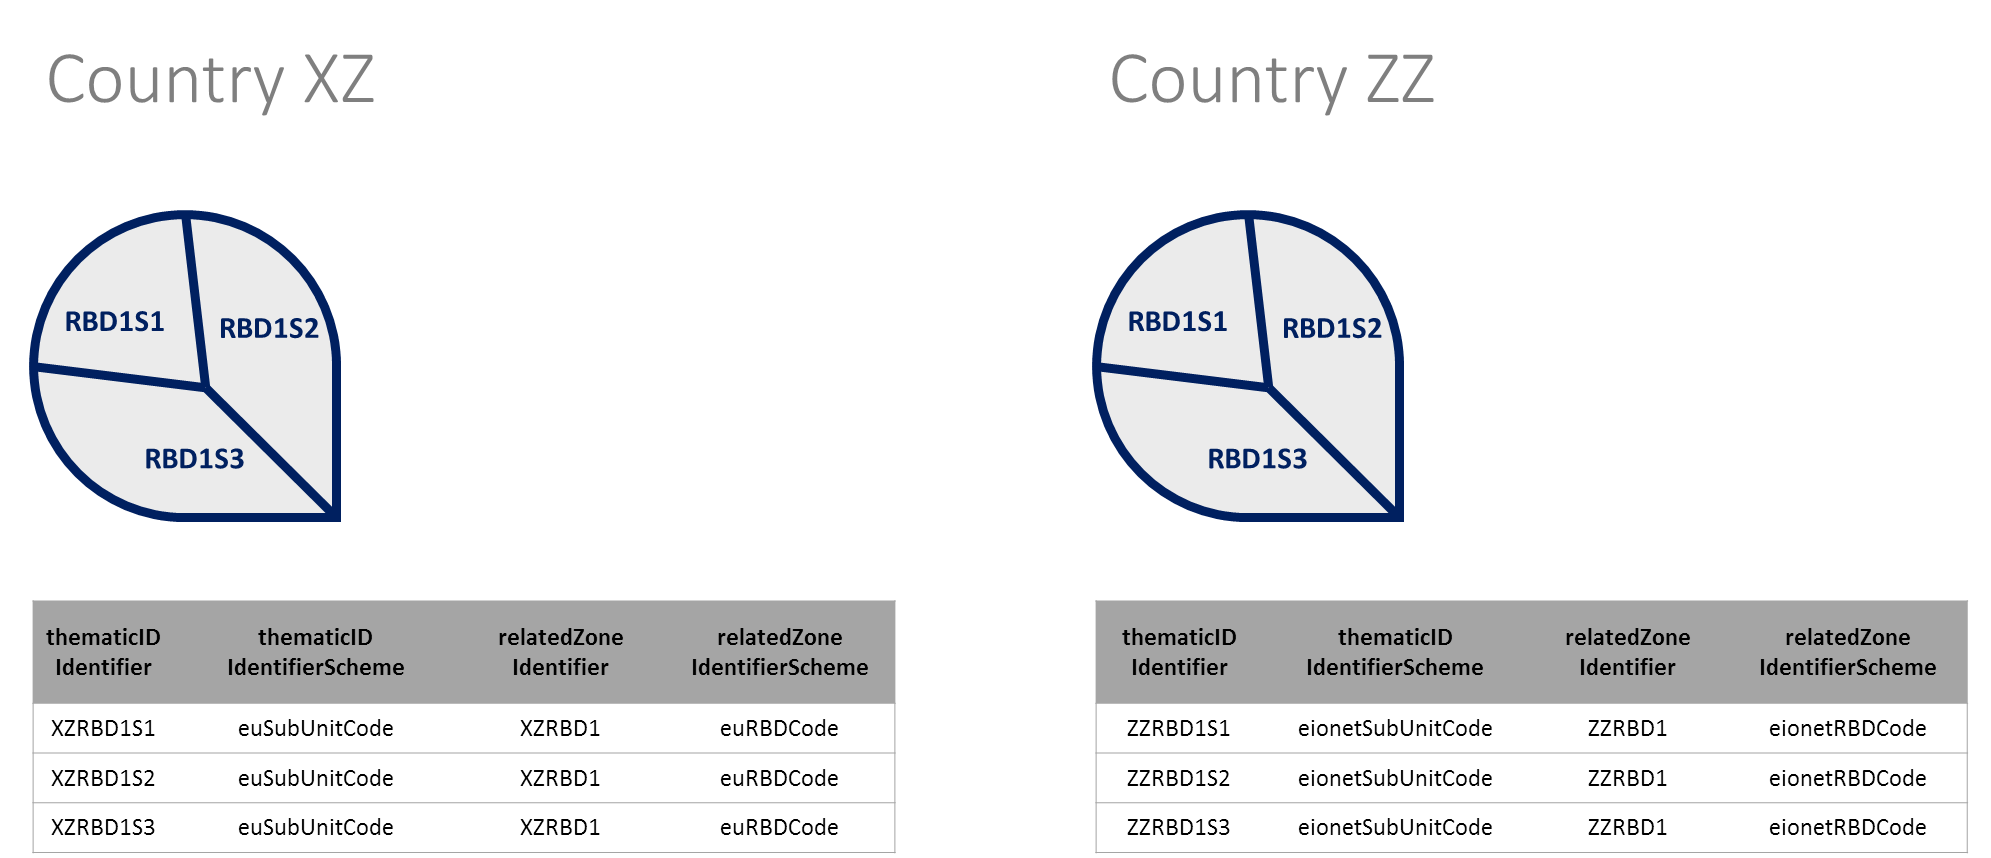 Country XZ
RBD1S1
RBD1S2
RBD1S3
thematicID thematicID relatedZone relatedZone
Identifier IdentifierScheme Identifier IdentifierScheme
XZRBD1S1 euSubUnitCode XZRBD1 euRBDCode
XZRBD1S2 euSubUnitCode XZRBD1 euRBDCode
XZRBD1S3 euSubUnitCode XZRBD1 euRBDCode
Country ZZ
RBD1S1
RBD1S2
RBD1S3
thematicID thematicID relatedZone relatedZone
Identifier IdentifierScheme Identifier IdentifierScheme
ZZRBD1S1 eionetSubUnitCode ZZRBD1 eionetRBDCode
ZZRBD1S2 eionetSubUnitCode ZZRBD1 eionetRBDCode
ZZRBD1S3 eionetSubUnitCode ZZRBD1 eionetRBDCode